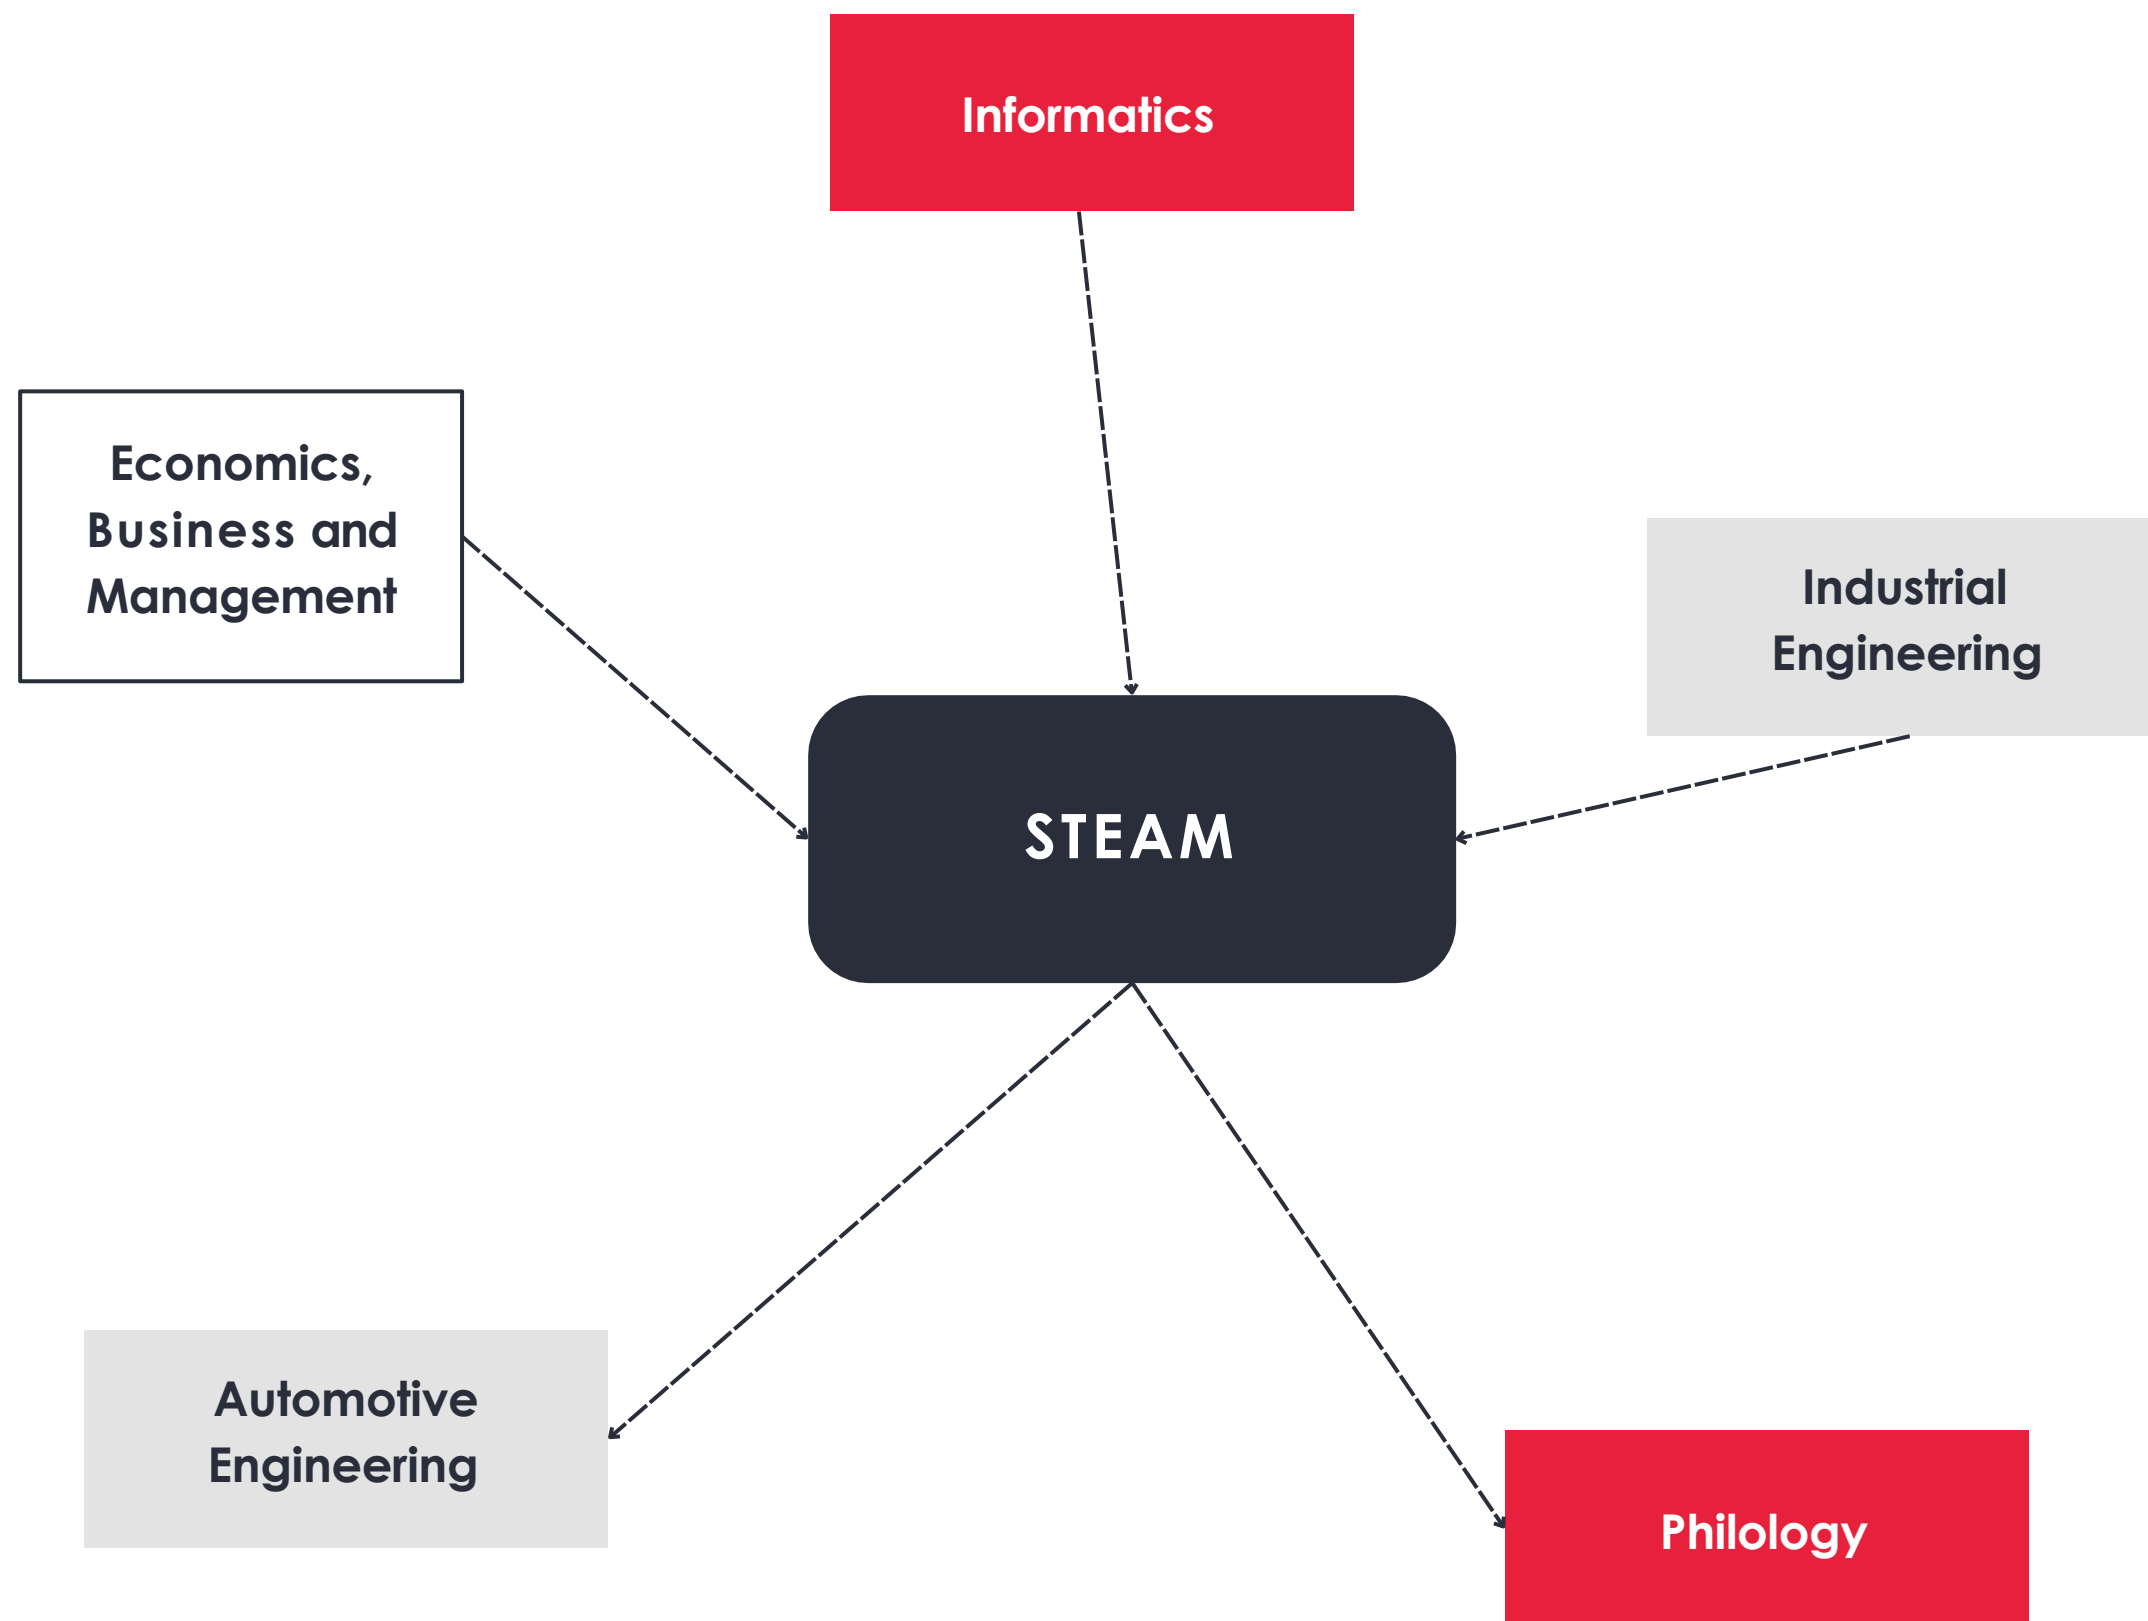 Informatics
Economics,
Business and
Management
Industrial
Engineering
STEAM
Automotive
Engineering
Philology